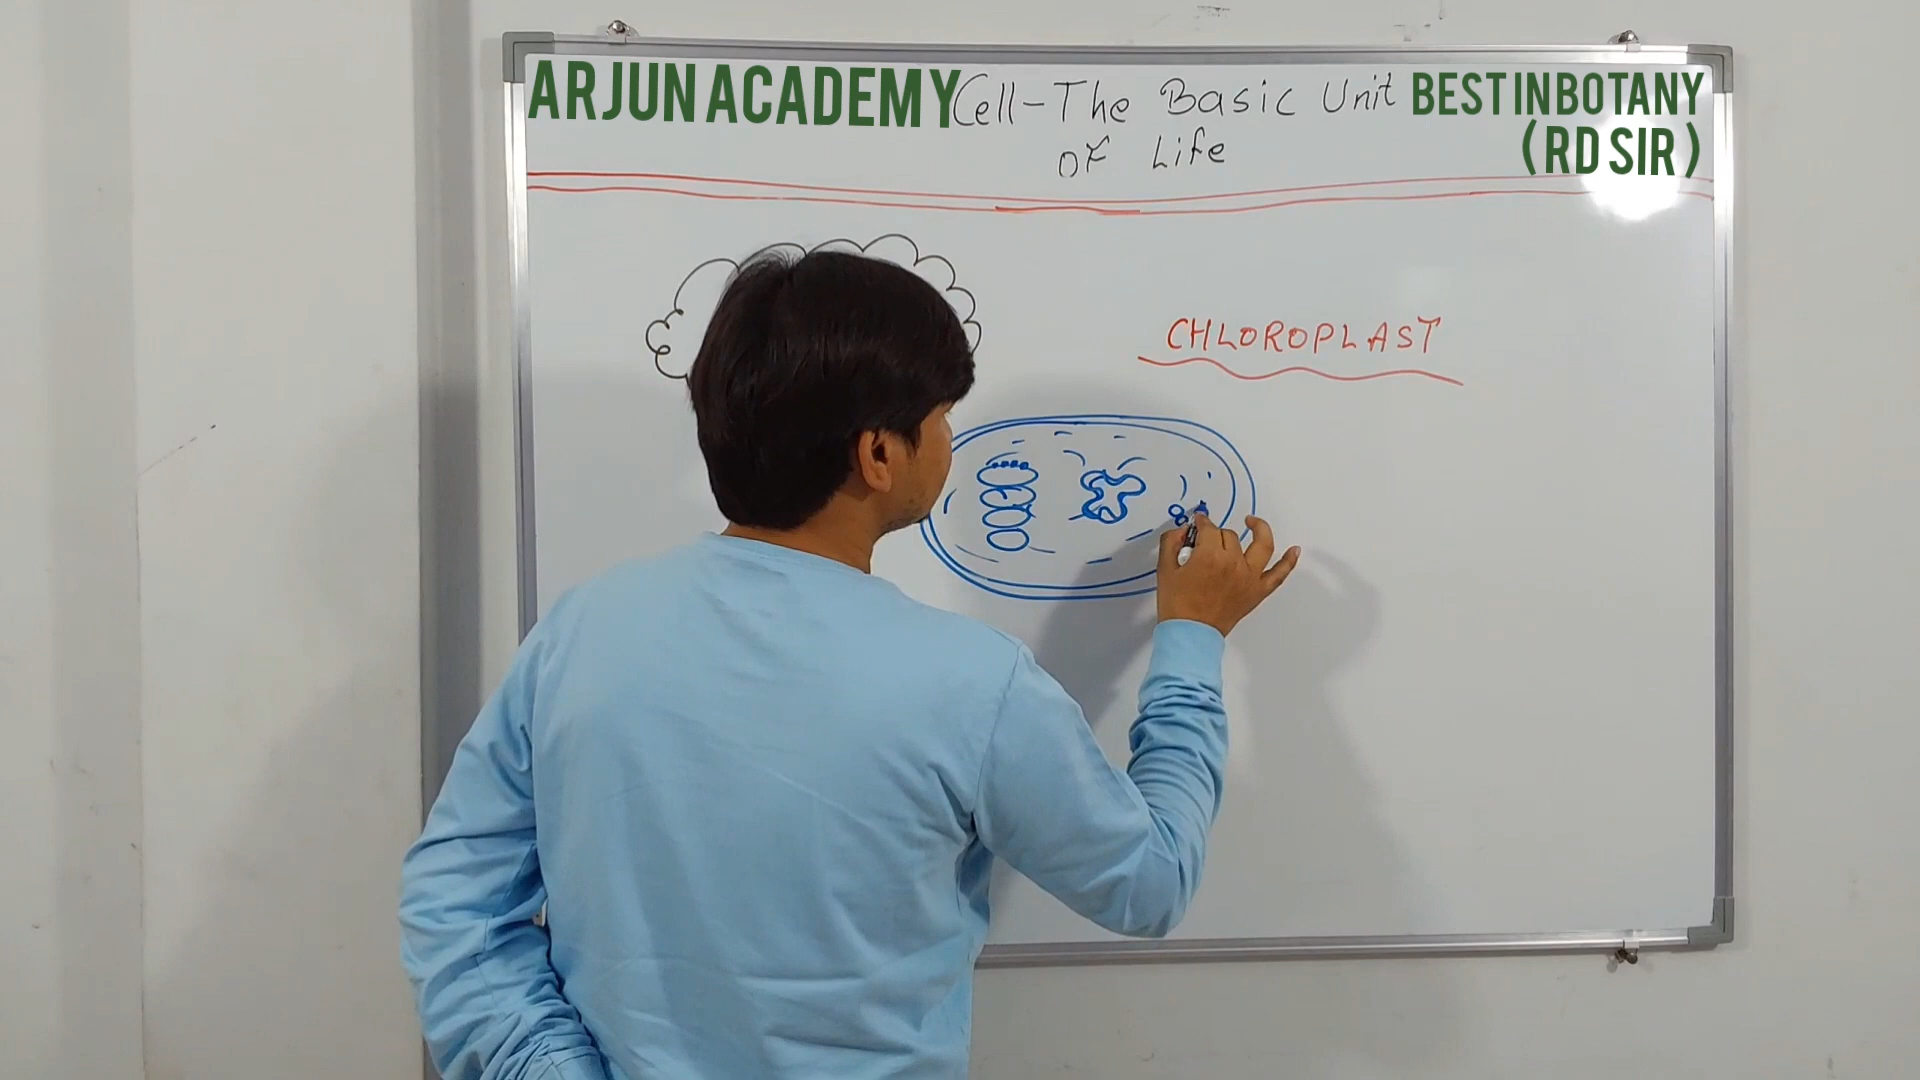 ARJUN ACADEMY
Cell-The Basic Unit
of Life
BEST IN BOTANY
(RD SIR)
CHLOROPLAST